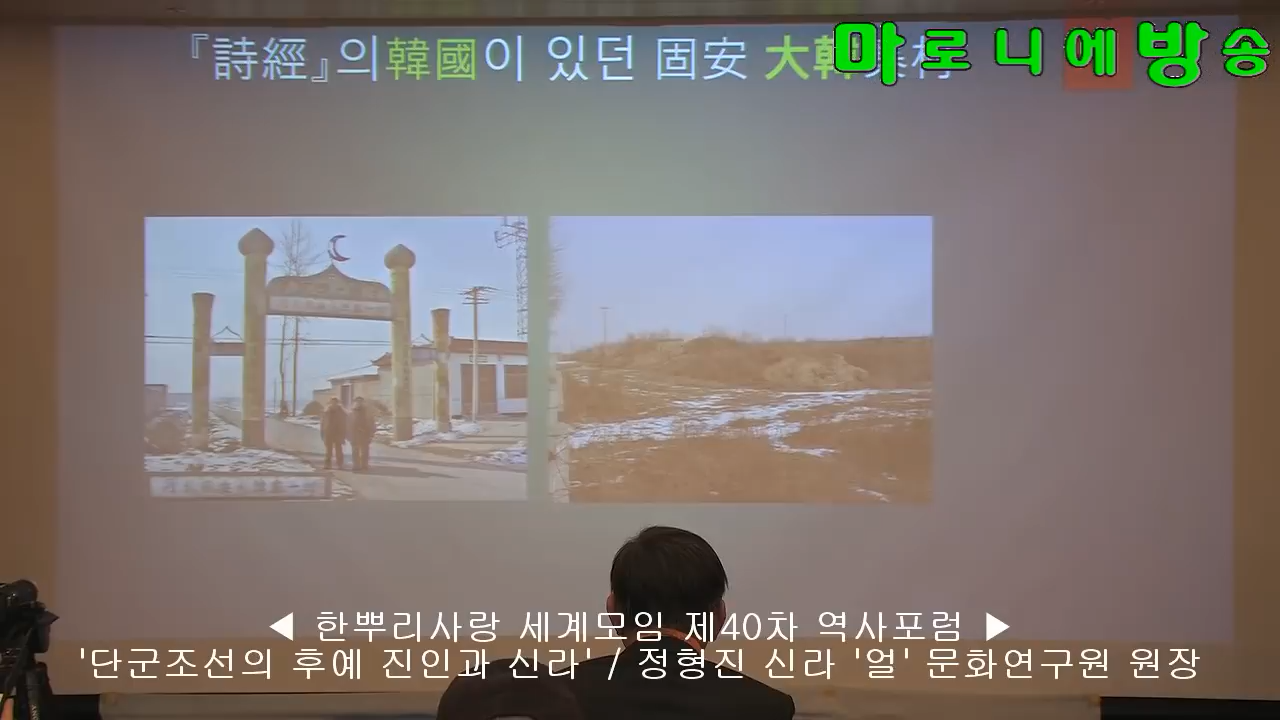 『詩經』의韓國이 있던 固安 大韓
마로니에방송
◀ 한뿌리사랑 세계모임 제40차 역사포럼 ▶
'단군조선의 후예 진인과 신라' / 정형진 신라 '얼' 문화연구원 원장